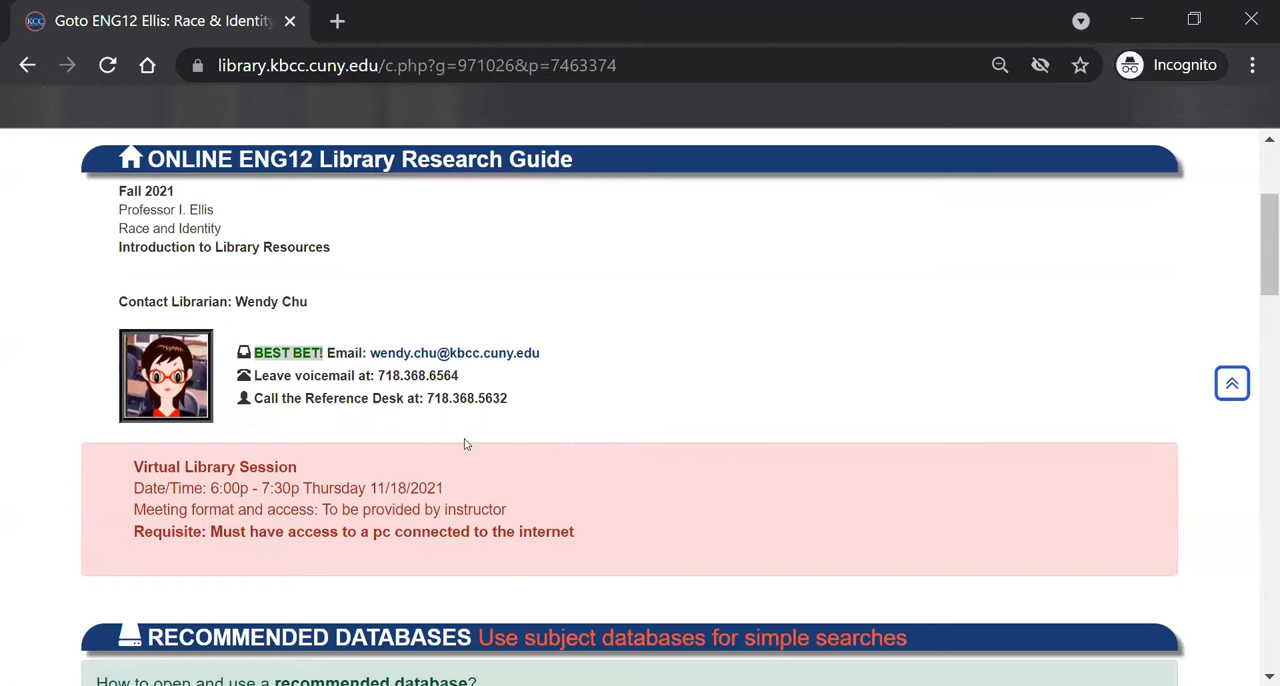 Goto ENG12 Ellis: Race & Identity
library.kbcc.cuny.edu/c.php?g=971026&p=7463374
Incognito
ONLINE ENG12 Library Research Guide
Fall 2021
Professor I. Ellis
Race and Identity
Introduction to Library Resources
Contact Librarian: Wendy Chu
BEST BET! Email: wendy.chu@kbcc.cuny.edu
Leave voicemail at: 718.368.6564
Call the Reference Desk at: 718.368.5632
Virtual Library Session
Date/Time: 6:00p - 7:30p Thursday 11/18/2021
Meeting format and access: To be provided by instructor
Requisite: Must have access to a pc connected to the internet
RECOMMENDED DATABASES Use subject databases for simple searches
How to open and use a recommended database?